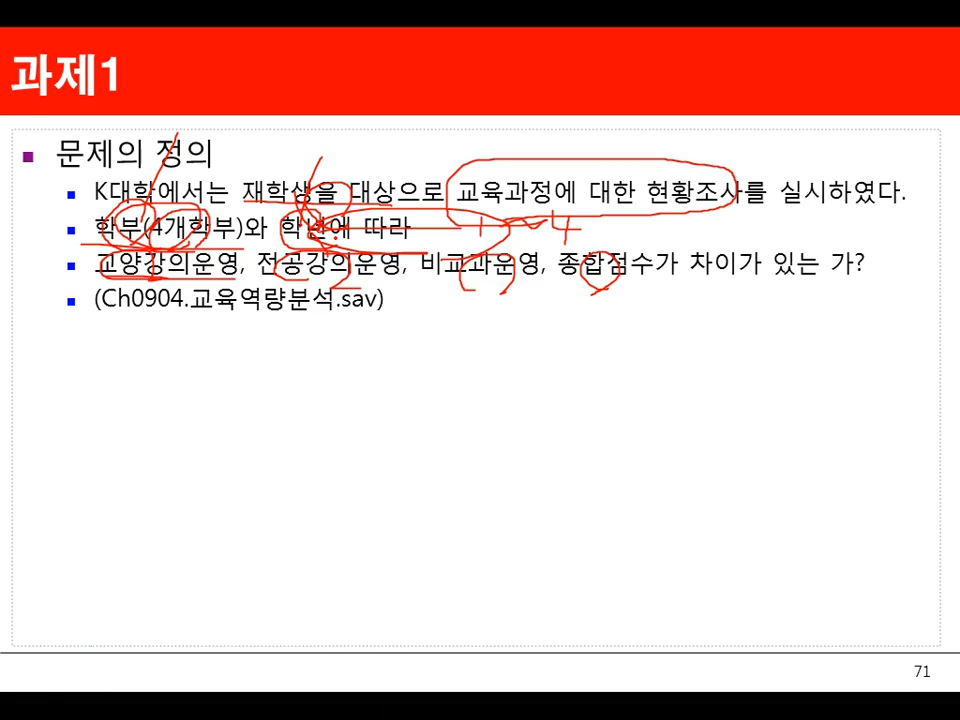 과제1
문제의 정의
K대학에서는 재학생을 대상으로 교육과정에 대한 현황조사를 실시하였다.
학부(4개학부)와 학년에 따라 1~4
교양강의운영, 전공강의운영, 비교과운영, 종합점수가 차이가 있는 가?
(Ch0904.교육역량분석.sav)
71